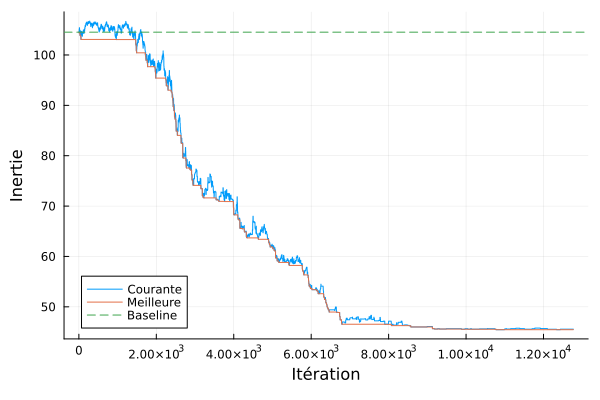 100
90
80
70
60
50
Inertie
Courante
Meilleure
Baseline
0 2.00×10³ 4.00×10³ 6.00×10³ 8.00×10³ 1.00×10⁴ 1.20×10⁴
Itération